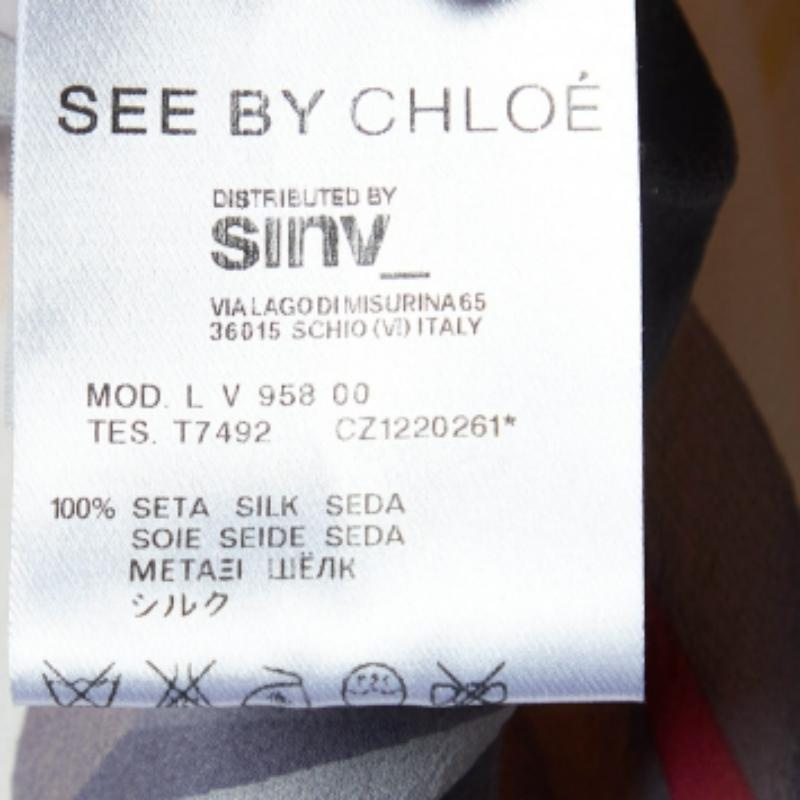 SEE BY CHLOÉ
DISTRIBUTED BY
sinv_
VIA LAGO DI MISURINA 65
36015 SCHIO (VI) ITALY
MOD. L V 958 00
TES. T7492 CZ1220261*
100% SETA SILK SEDA
SOIE SEIDE SEDA
ΜΕΤΑΞΙ ШЁЛК
シルク